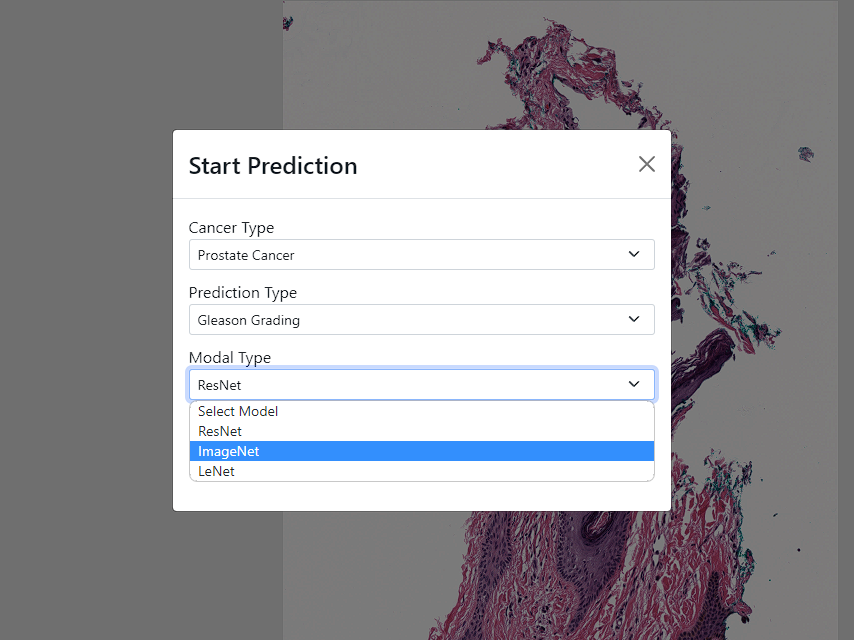 Start Prediction
Cancer Type
Prostate Cancer
Prediction Type
Gleason Grading
Modal Type
ResNet
Select Model
ResNet
ImageNet
LeNet